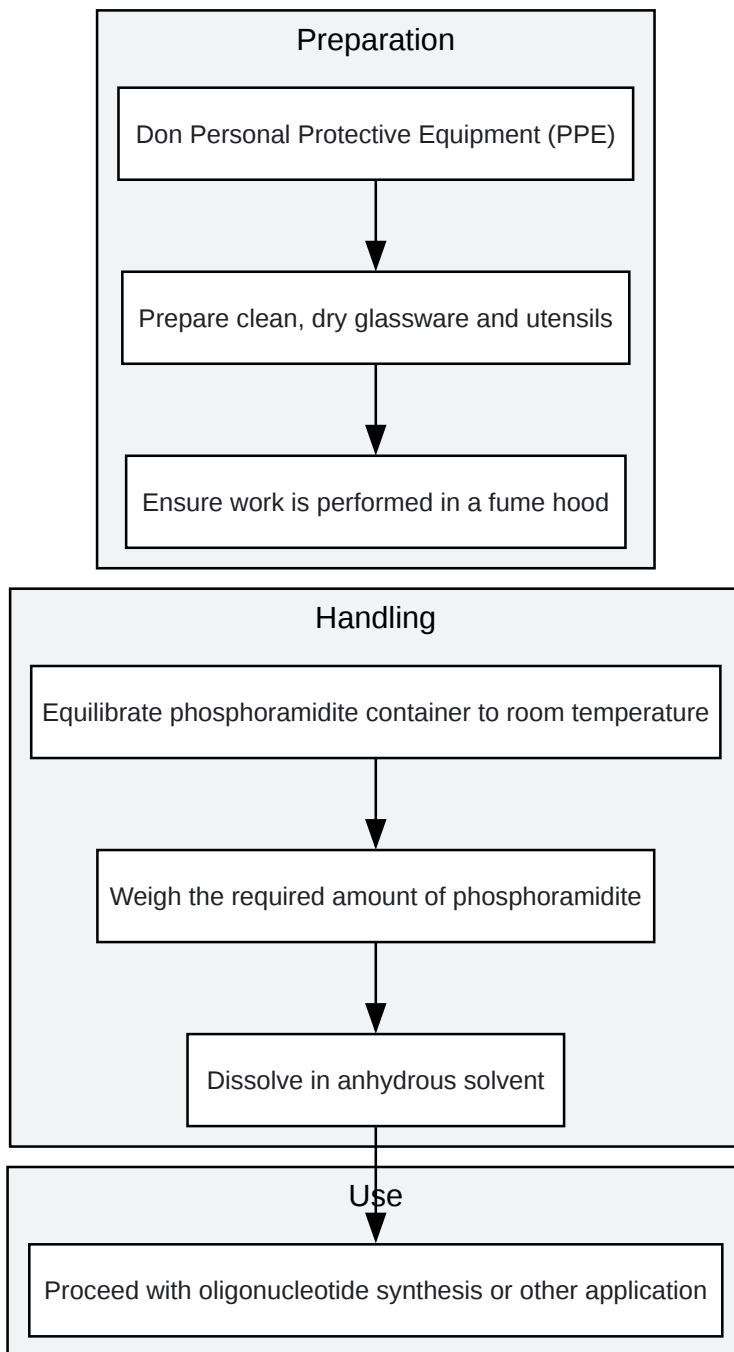 Preparation
Don Personal Protective Equipment (PPE)
Prepare clean, dry glassware and utensils
Ensure work is performed in a fume hood
Handling
Equilibrate phosphoramidite container to room temperature
Weigh the required amount of phosphoramidite
Dissolve in anhydrous solvent
Use
Proceed with oligonucleotide synthesis or other application